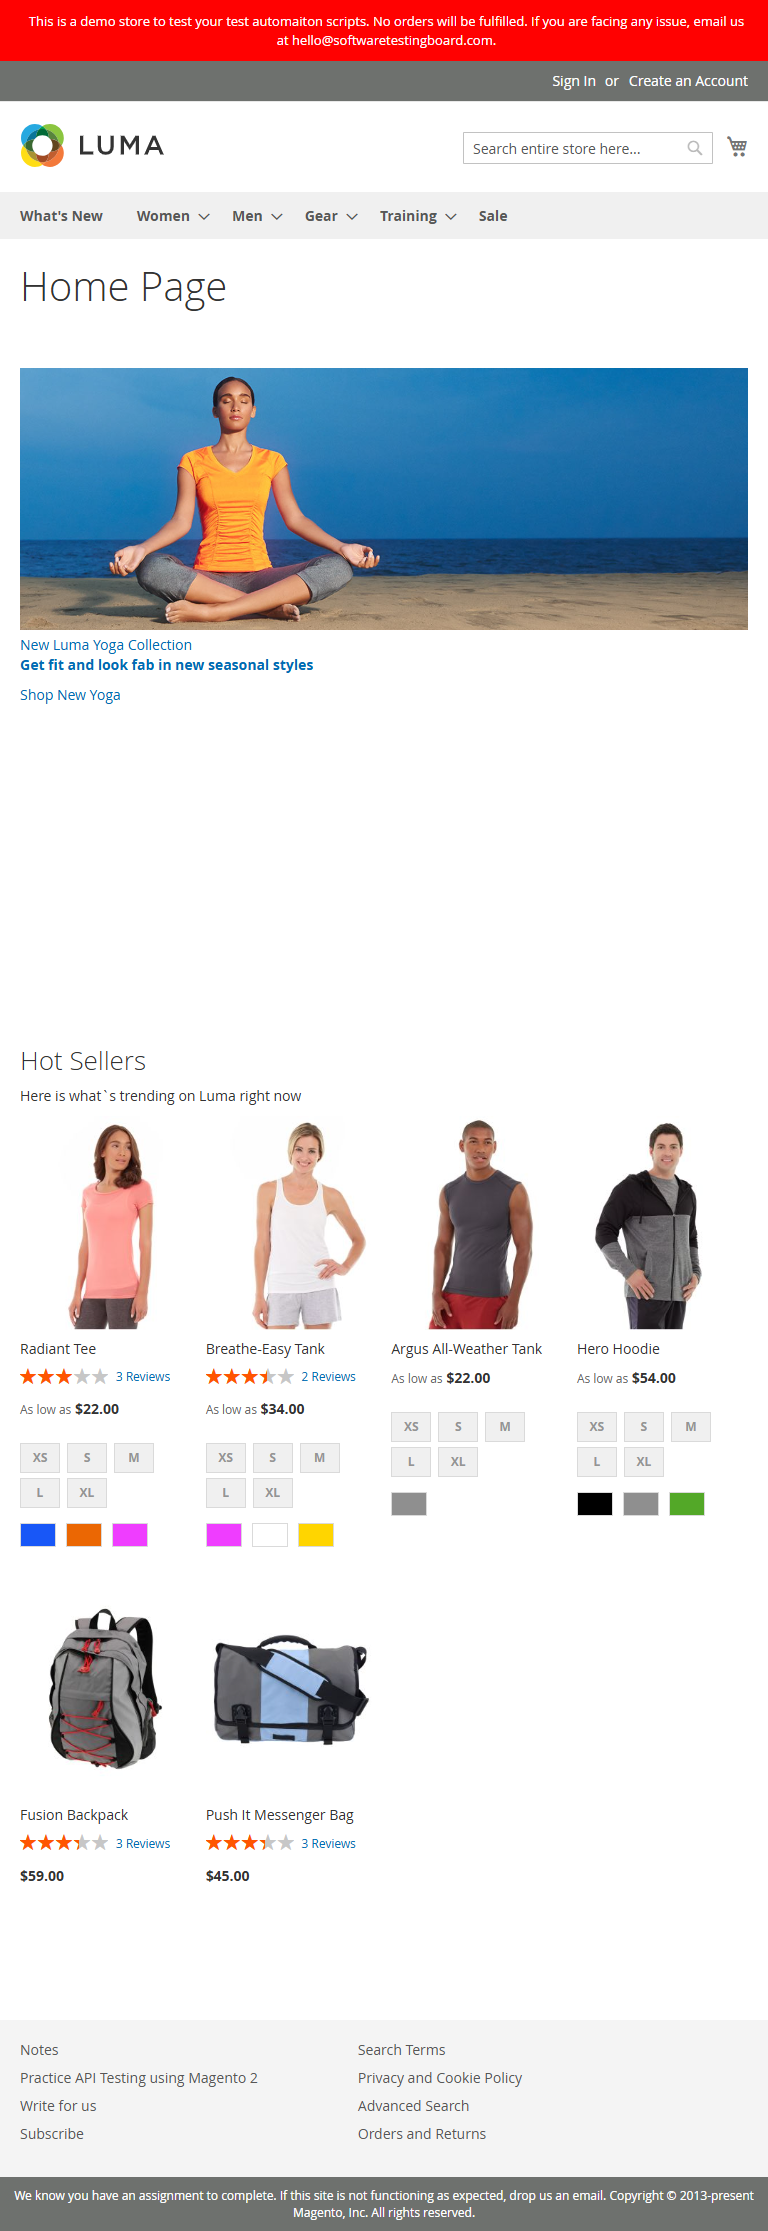 This is a demo store to test your test automaiton scripts. No orders will be fulfilled. If you are facing any issue, email us
at hello@softwaretestingboard.com.
Sign In or Create an Account
LUMA
Search entire store here...
What's New Women Men Gear Training Sale
Home Page
New Luma Yoga Collection
Get fit and look fab in new seasonal styles
Shop New Yoga
Hot Sellers
Here is what`s trending on Luma right now
Radiant Tee
3 Reviews
As low as $22.00
XS S M
L XL
Breathe-Easy Tank
2 Reviews
As low as $34.00
XS S M
L XL
Argus All-Weather Tank
As low as $22.00
XS S M
L XL
Hero Hoodie
As low as $54.00
XS S M
L XL
Fusion Backpack
3 Reviews
$59.00
Push It Messenger Bag
3 Reviews
$45.00
Notes
Practice API Testing using Magento 2
Write for us
Subscribe
Search Terms
Privacy and Cookie Policy
Advanced Search
Orders and Returns
We know you have an assignment to complete. If this site is not functioning as expected, drop us an email. Copyright © 2013-present
Magento, Inc. All rights reserved.